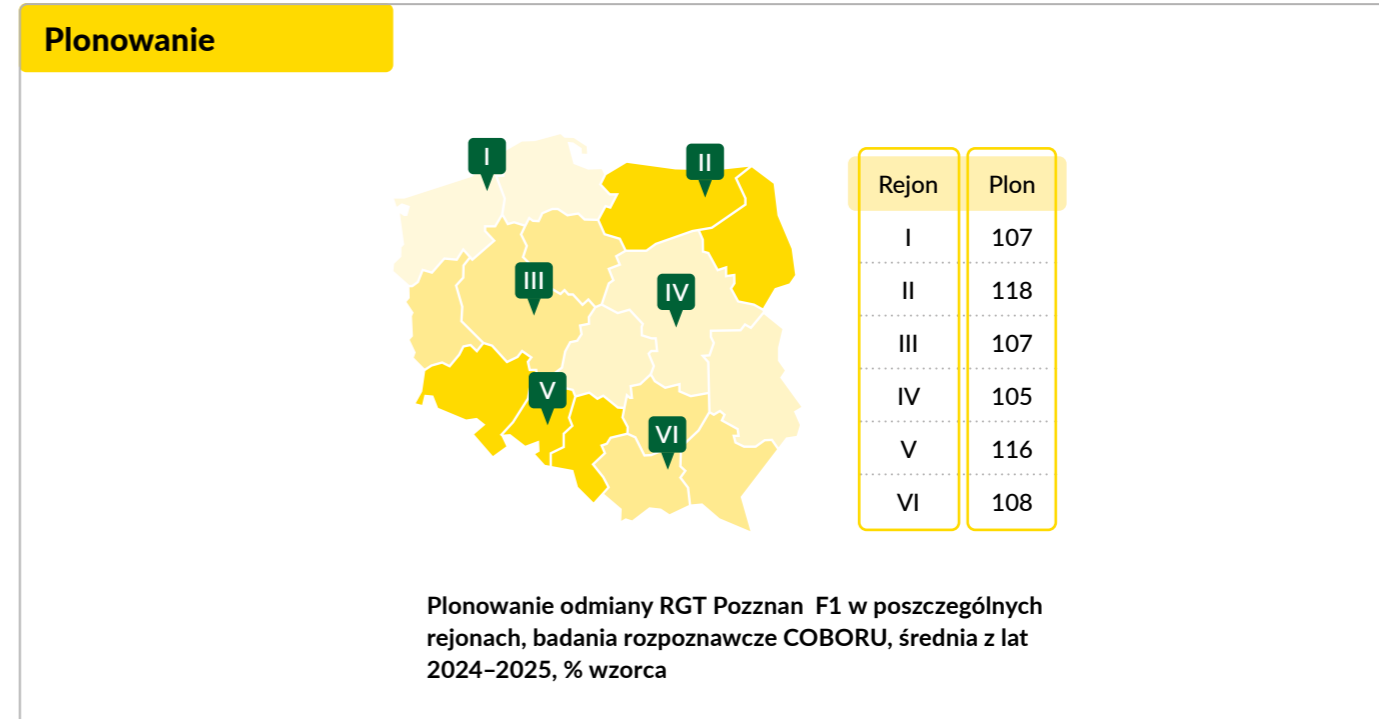 Plonowanie
I
II
III
IV
V
VI
Rejon Plon
I 107
II 118
III 107
IV 105
V 116
VI 108
Plonowanie odmiany RGT Pozznan F1 w poszczególnych
rejonach, badania rozpoznawcze COBORU, średnia z lat
2024–2025, % wzorca